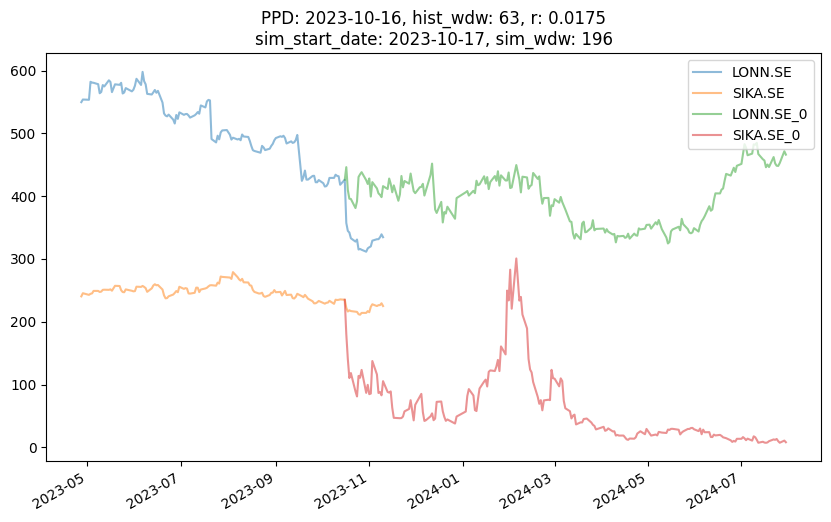 PPD: 2023-10-16, hist_wdw: 63, r: 0.0175
sim_start_date: 2023-10-17, sim_wdw: 196
LONN.SE
SIKA.SE
LONN.SE_0
SIKA.SE_0
600
500
400
300
200
100
0
2023-05
2023-07
2023-09
2023-11
2024-01
2024-03
2024-05
2024-07